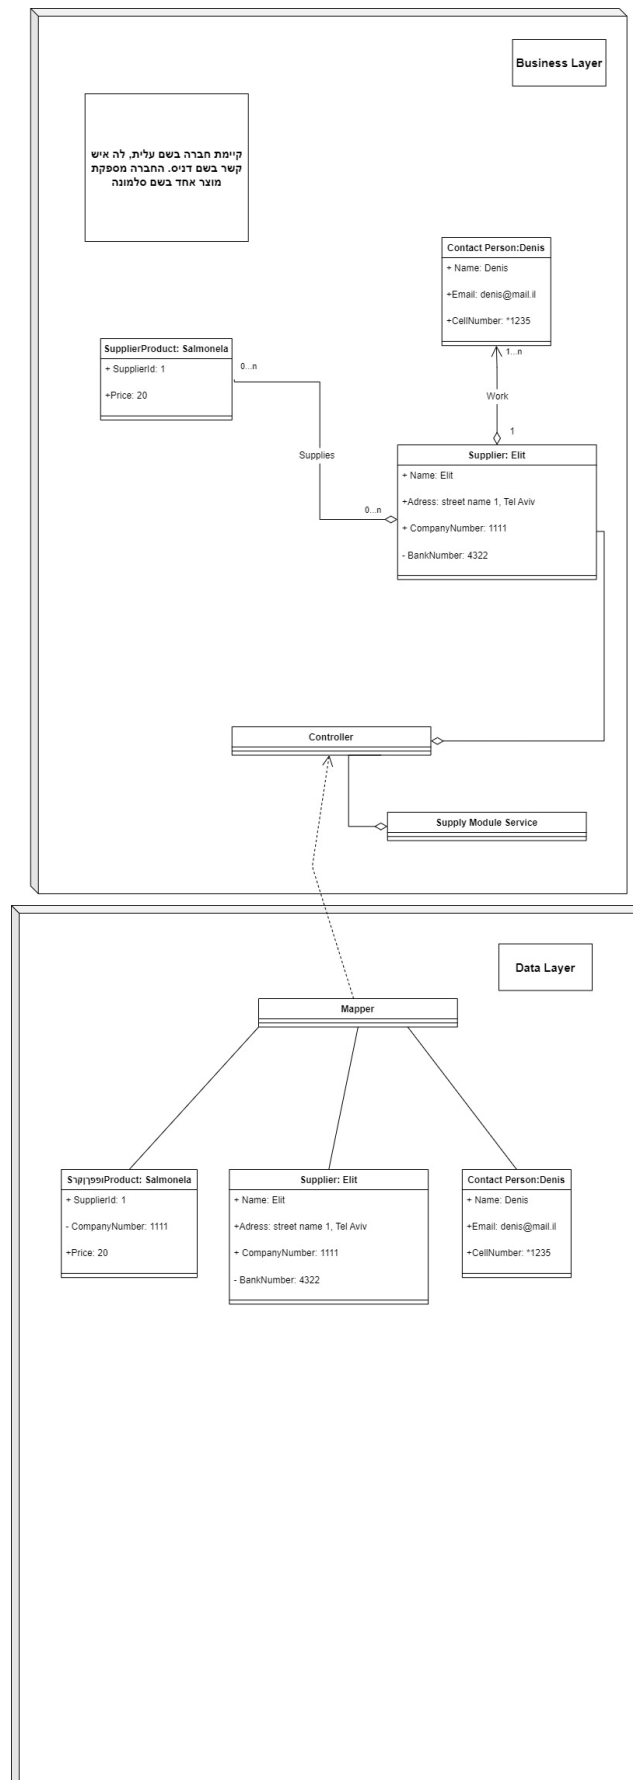 Business Layer
קיימת חברה בשם עלית, לה איש
קשר בשם דניס. החברה מספקת
מוצר אחד בשם סלמונה
Contact Person:Denis
+ Name: Denis
+Email: denis@mail.il
+CellNumber: *1235
1...n
Work
1
SupplierProduct: Salmonela
+ SupplierId: 1
+Price: 20
0...n
Supplies
0...n
Supplier: Elit
+ Name: Elit
+Adress: street name 1, Tel Aviv
+ CompanyNumber: 1111
- BankNumber: 4322
Controller
Supply Module Service
Data Layer
Mapper
Product: Salmonela
+ SupplierId: 1
- CompanyNumber: 1111
+Price: 20
Supplier: Elit
+ Name: Elit
+Adress: street name 1, Tel Aviv
+ CompanyNumber: 1111
- BankNumber: 4322
Contact Person:Denis
+ Name: Denis
+Email: denis@mail.il
+CellNumber: *1235